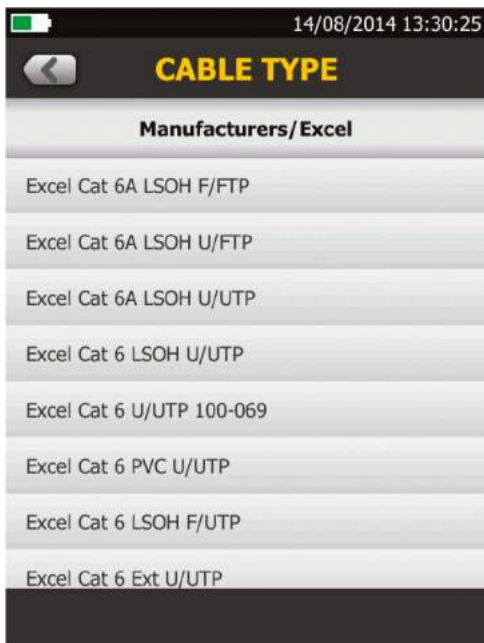 14/08/2014 13:30:25
CABLE TYPE
Manufacturers/Excel
Excel Cat 6A LSOH F/FTP
Excel Cat 6A LSOH U/FTP
Excel Cat 6A LSOH U/UTP
Excel Cat 6 LSOH U/UTP
Excel Cat 6 U/UTP 100-069
Excel Cat 6 PVC U/UTP
Excel Cat 6 LSOH F/UTP
Excel Cat 6 Ext U/UTP